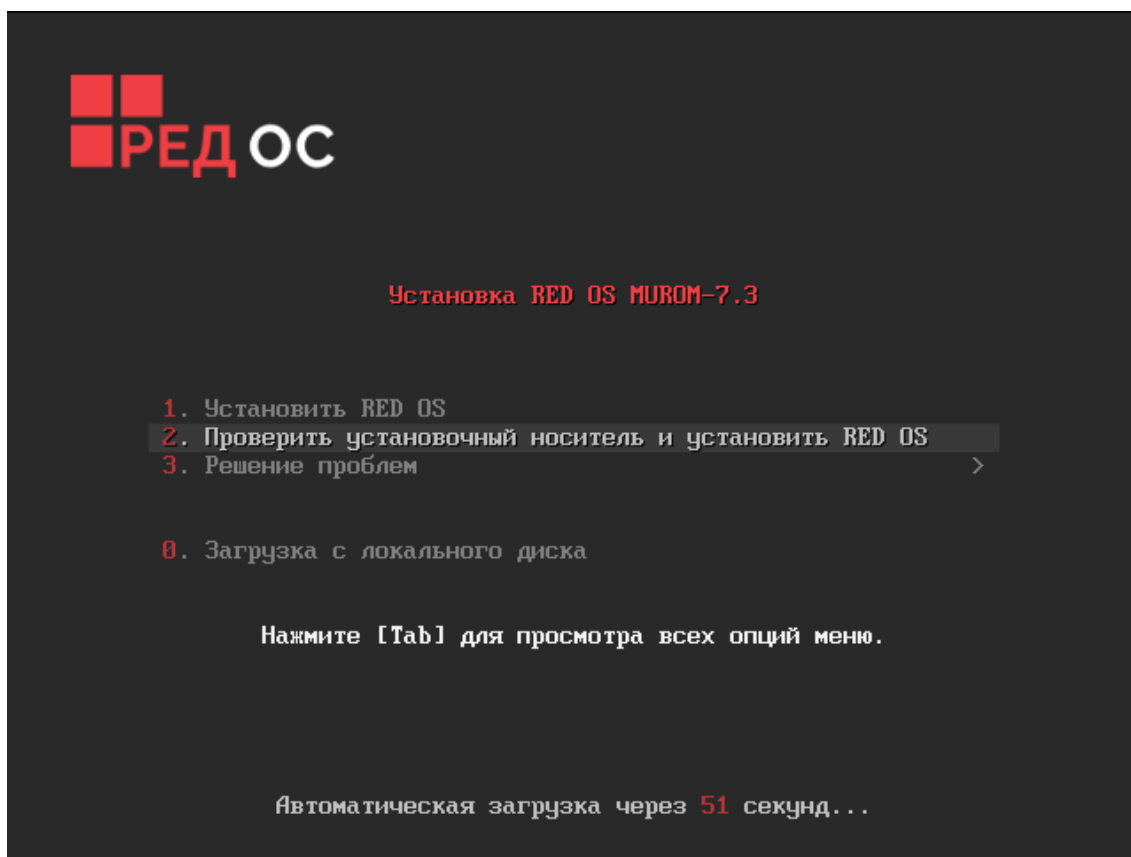 РЕД ОС
Установка RED OS MUROM-7.3
1. Установить RED OS
2. Проверить установочный носитель и установить RED OS
3. Решение проблем >
0. Загрузка с локального диска
Нажмите [Tab] для просмотра всех опций меню.
Автоматическая загрузка через 51 секунд...